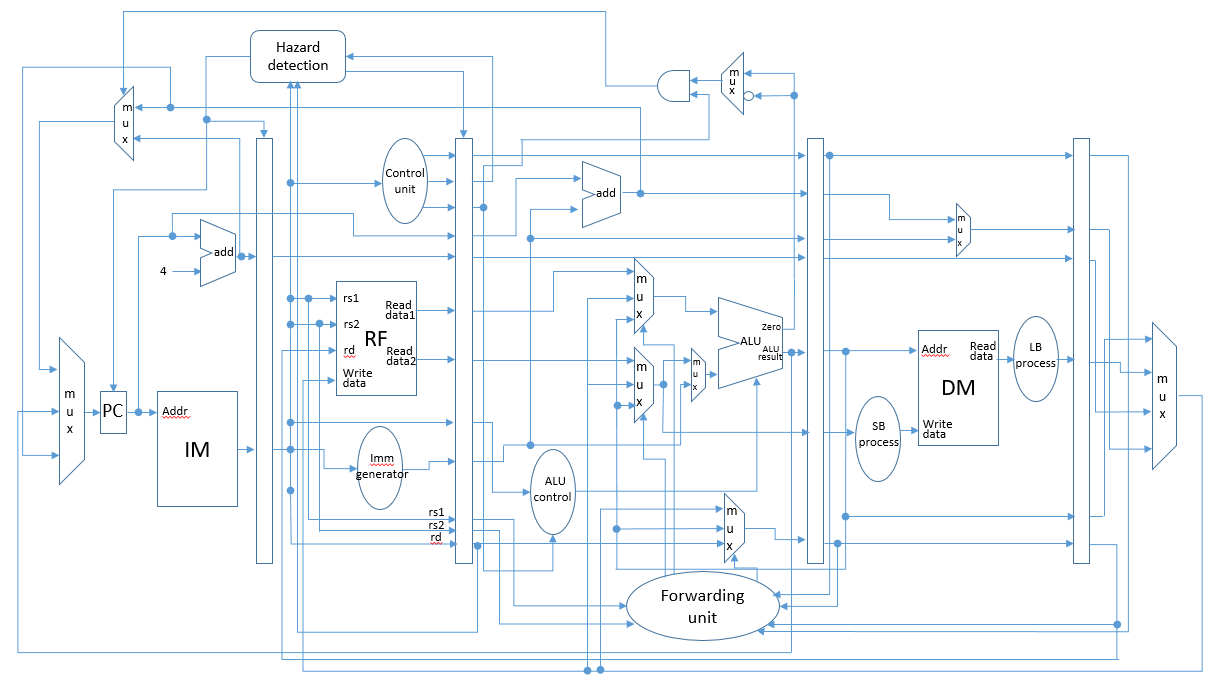 Hazard
detection
m
u
x
m
u
x
Control
unit
add
add
4
m
u
x
rs1
Read
data1
rs2
RF
rd
Read
data2
Write
data
m
u
x
m
u
x
m
u
x
Zero
ALU
ALU
result
Addr
Read
data
DM
Write
data
LB
process
SB
process
m
u
x
m
u
x
PC
Addr
IM
Imm
generator
ALU
control
rs1
rs2
rd
m
u
x
Forwarding
unit